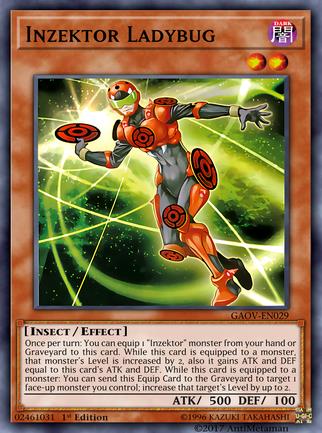 INZEKTOR LADYBUG
DARK
闇
GAOV-EN029
[INSECT / EFFECT]
Once per turn: You can equip 1 "Inzektor" monster from your hand or
Graveyard to this card. While this card is equipped to a monster,
that monster's Level is increased by 2, also it gains ATK and DEF
equal to this card's ATK and DEF. While this card is equipped to a
monster: You can send this Equip Card to the Graveyard to target 1
face-up monster you control; increase that target's Level by up to 2.
ATK/ 500 DEF/ 0
02461031 1st Edition ©1996 KAZUKI TAKAHASHI
©2017 AntiMetaman